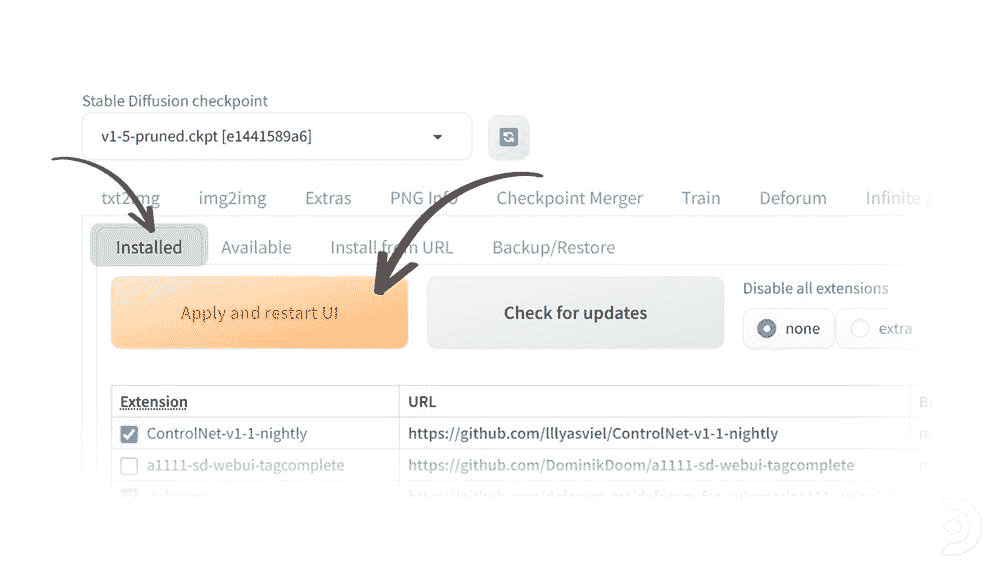 Stable Diffusion checkpoint
v1-5-pruned.ckpt [e1441589a6]
txt2img img2img Extras PNG Info Checkpoint Merger Train Deforum Infinite
Installed Available Install from URL Backup/Restore
Apply and restart UI Check for updates
Disable all extensions
none extra
Extension URL
ControlNet-v1-1-nightly https://github.com/lllyasviel/ControlNet-v1-1-nightly
a1111-sd-webui-tagcomplete https://github.com/DominikDoom/a1111-sd-webui-tagcomplete
deforum